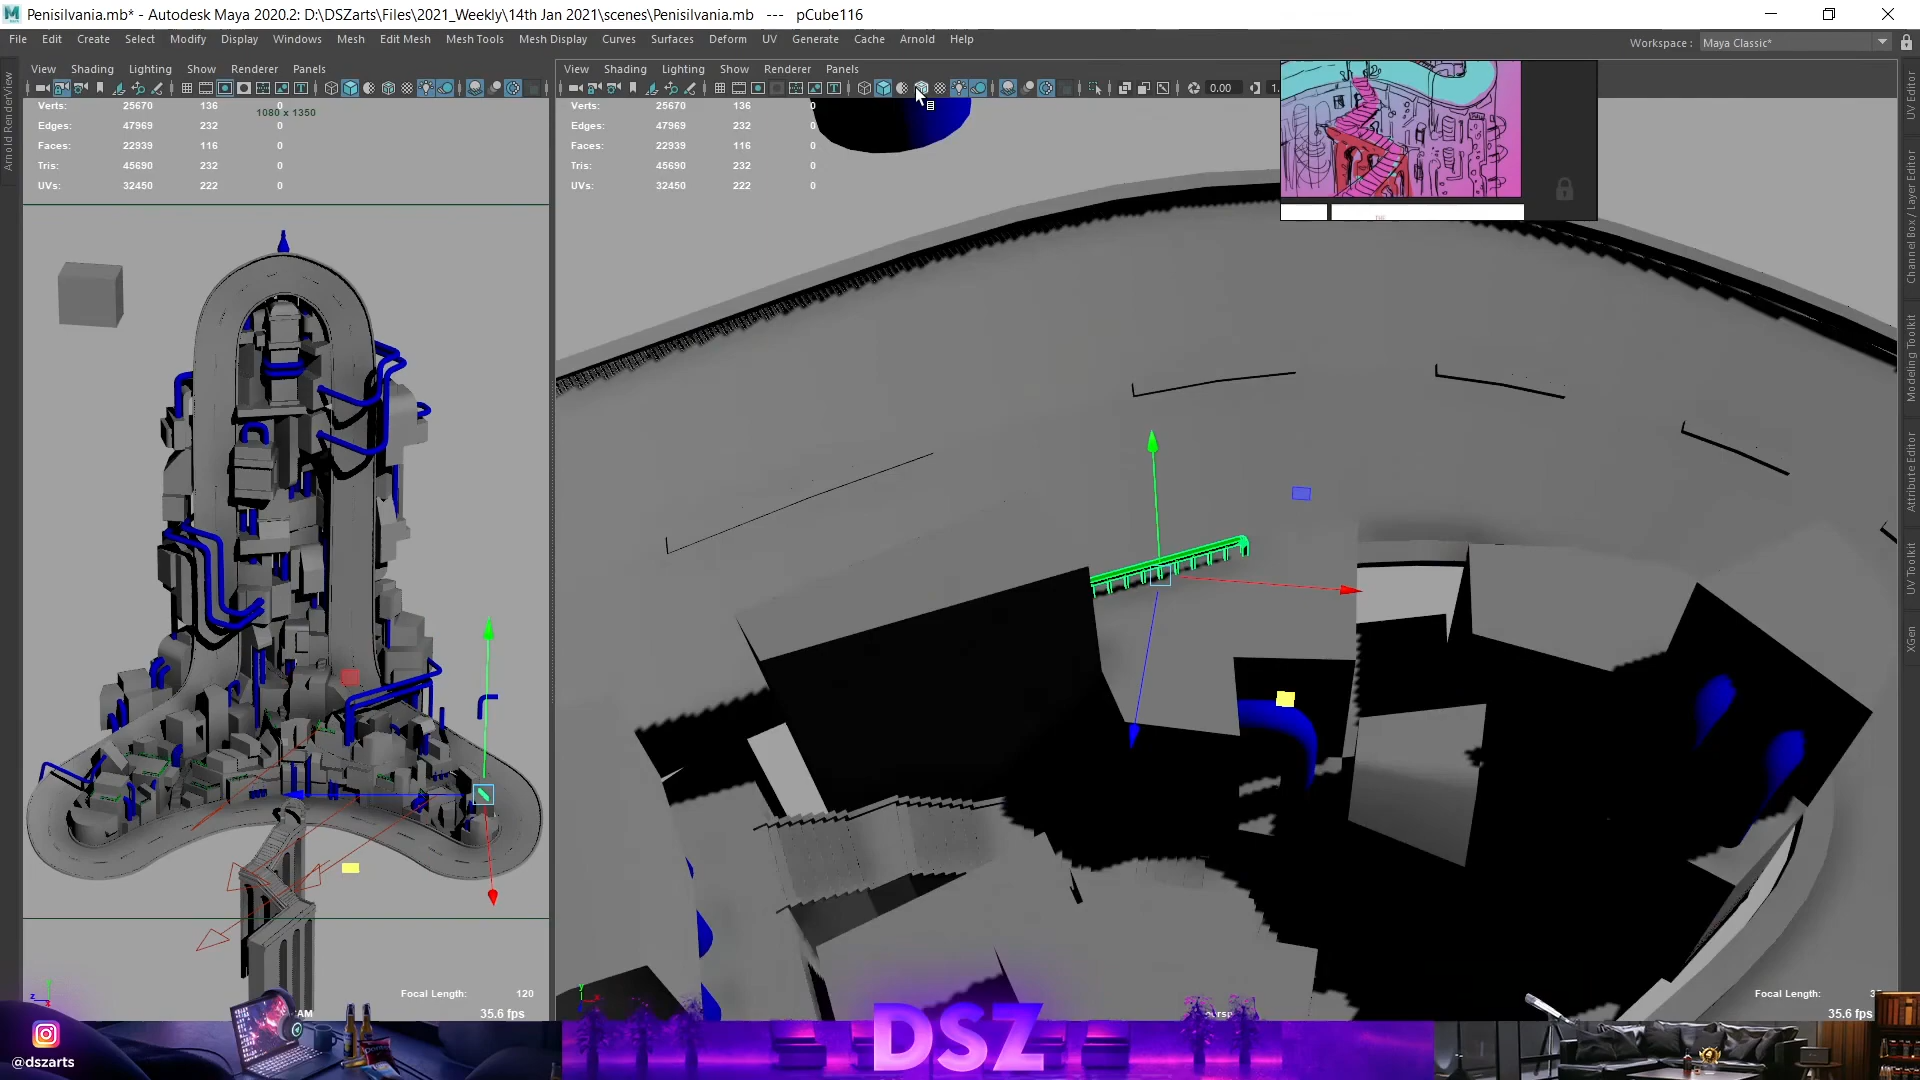 Penisilvania.mb* - Autodesk Maya 2020.2: D:\DSZarts\Files\2021_Weekly\14th Jan 2021\scenes\Penisilvania.mb   ---   pCube116
File Edit Create Select Modify Display Windows Mesh Edit Mesh Mesh Tools Mesh Display Curves Surfaces Deform UV Generate Cache Arnold Help
Workspace : Maya Classic*
View Shading Lighting Show Renderer Panels
View Shading Lighting Show Renderer Panels
0.00
1.
Verts: 25670 136 0
1080 x 1350
Edges: 47969 232 0
Faces: 22939 116 0
Tris: 45690 232 0
UVs: 32450 222 0
Verts: 25670 136 0
Edges: 47969 232 0
Faces: 22939 116 0
Tris: 45690 232 0
UVs: 32450 222 0
Arnold RenderView
UV Editor
Channel Box / Layer Editor
Modeling Toolkit
Attribute Editor
UV Toolkit
XGen
Focal Length: 120
35.6 fps
Focal Length:
35.6 fps
DSZ
@dszarts